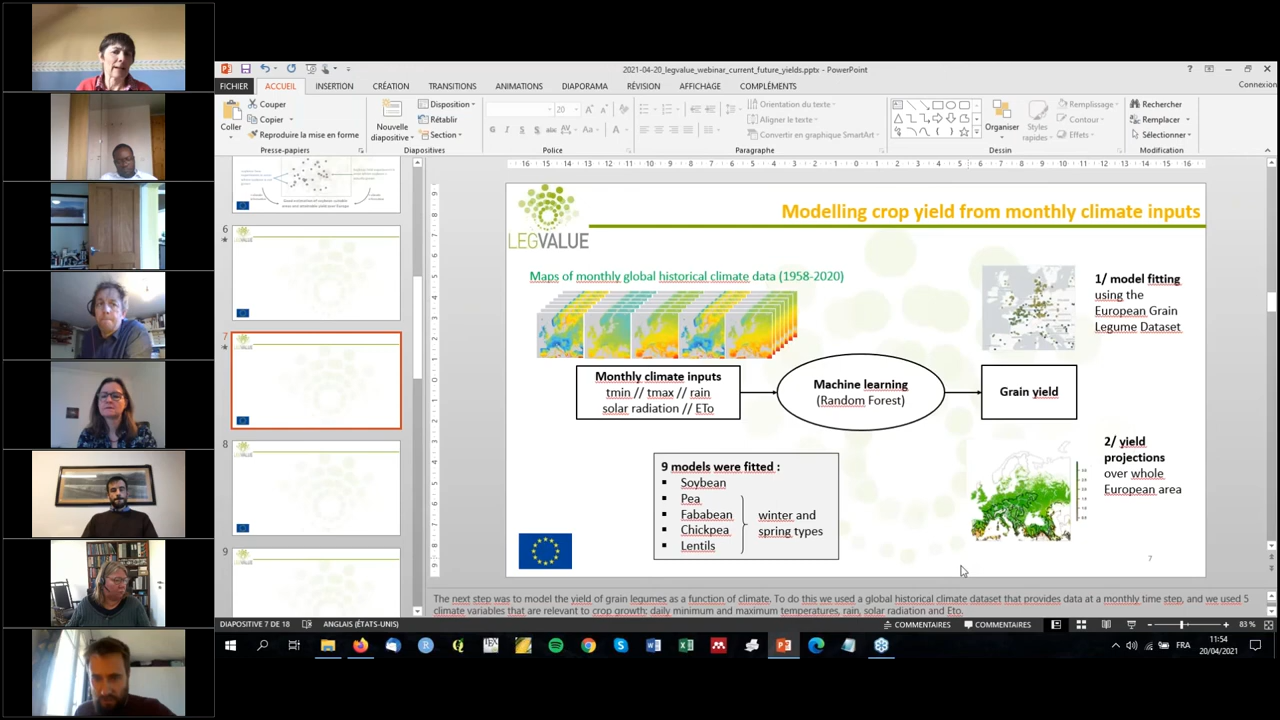 2021-04-20_legvalue_webinar_current_future_yields.pptx - PowerPoint
FICHIER ACCUEIL INSERTION CRÉATION TRANSITIONS ANIMATIONS DIAPORAMA RÉVISION AFFICHAGE COMPLÉMENTS Connexion
Coller
Couper
Copier
Reproduire la mise en forme
Presse-papiers
Nouvelle diapositive
Disposition
Rétablir
Section
Diapositives
20
Police
Orientation du texte
Aligner le texte
Convertir en graphique SmartArt
Paragraphe
Organiser
Styles rapides
Remplissage
Contour
Effets
Dessin
Rechercher
Remplacer
Sélectionner
Modification
6
7
8
9
LEGVALUE
Modelling crop yield from monthly climate inputs
Maps of monthly global historical climate data (1958-2020)
1/ model fitting
using the
European Grain
Legume Dataset
Monthly climate inputs
tmin // tmax // rain
solar radiation // ETo
Machine learning
(Random Forest)
Grain yield
2/ yield
projections
over whole
European area
9 models were fitted :
Soybean
Pea
Fababean
Chickpea
Lentils
winter and
spring types
7
The next step was to model the yield of grain legumes as a function of climate. To do this we used a global historical climate dataset that provides data at a monthly time step, and we used 5
climate variables that are relevant to crop growth: daily minimum and maximum temperatures, rain, solar radiation and Eto.
DIAPOSITIVE 7 DE 18 ANGLAIS (ÉTATS-UNIS) COMMENTAIRES COMMENTAIRES 83 %
FRA
11:54
20/04/2021